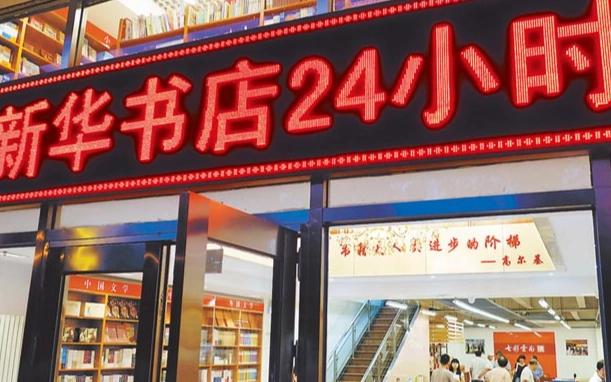 新华书店24小时
书籍是人类进步的阶梯
——高尔基
中国文学